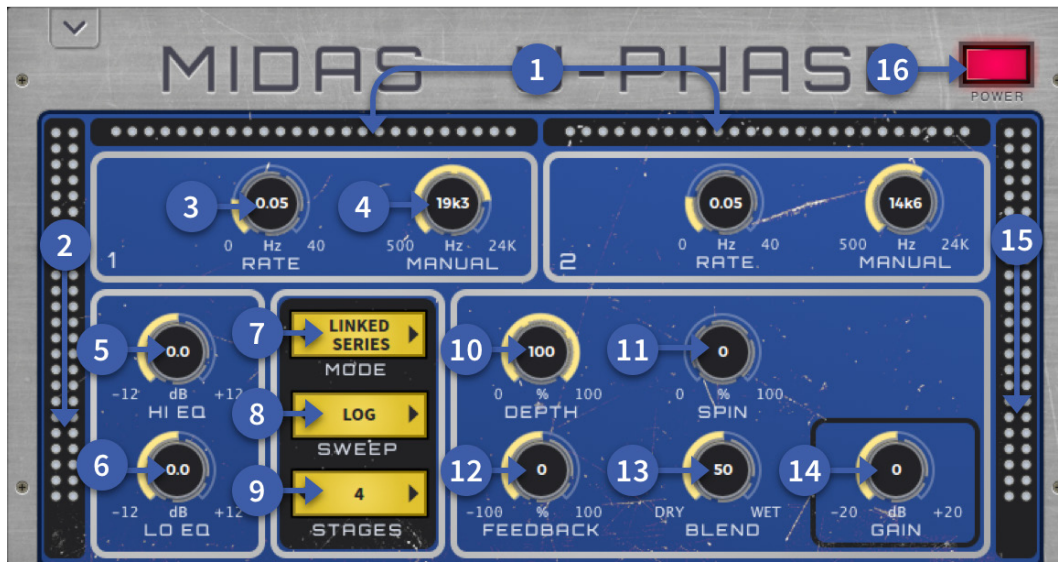 MIDAS U-PHASE
1
16
POWER
3
0.05
4
19k3
0.05
14k6
2
15
0 Hz 40
500 Hz 24K
0 Hz 40
500 Hz 24K
1
RATE
MANUAL
2
RATE
MANUAL
5
0.0
7
LINKED
SERIES
10
100
11
0
-12 dB +12
MODE
0 % 100
0 % 100
HI EQ
8
LOG
DEPTH
SPIN
6
0.0
SWEEP
12
0
13
50
14
0
9
4
-12 dB +12
-100 % 100
DRY
WET
-20 dB +20
LO EQ
STAGES
FEEDBACK
BLEND
GAIN